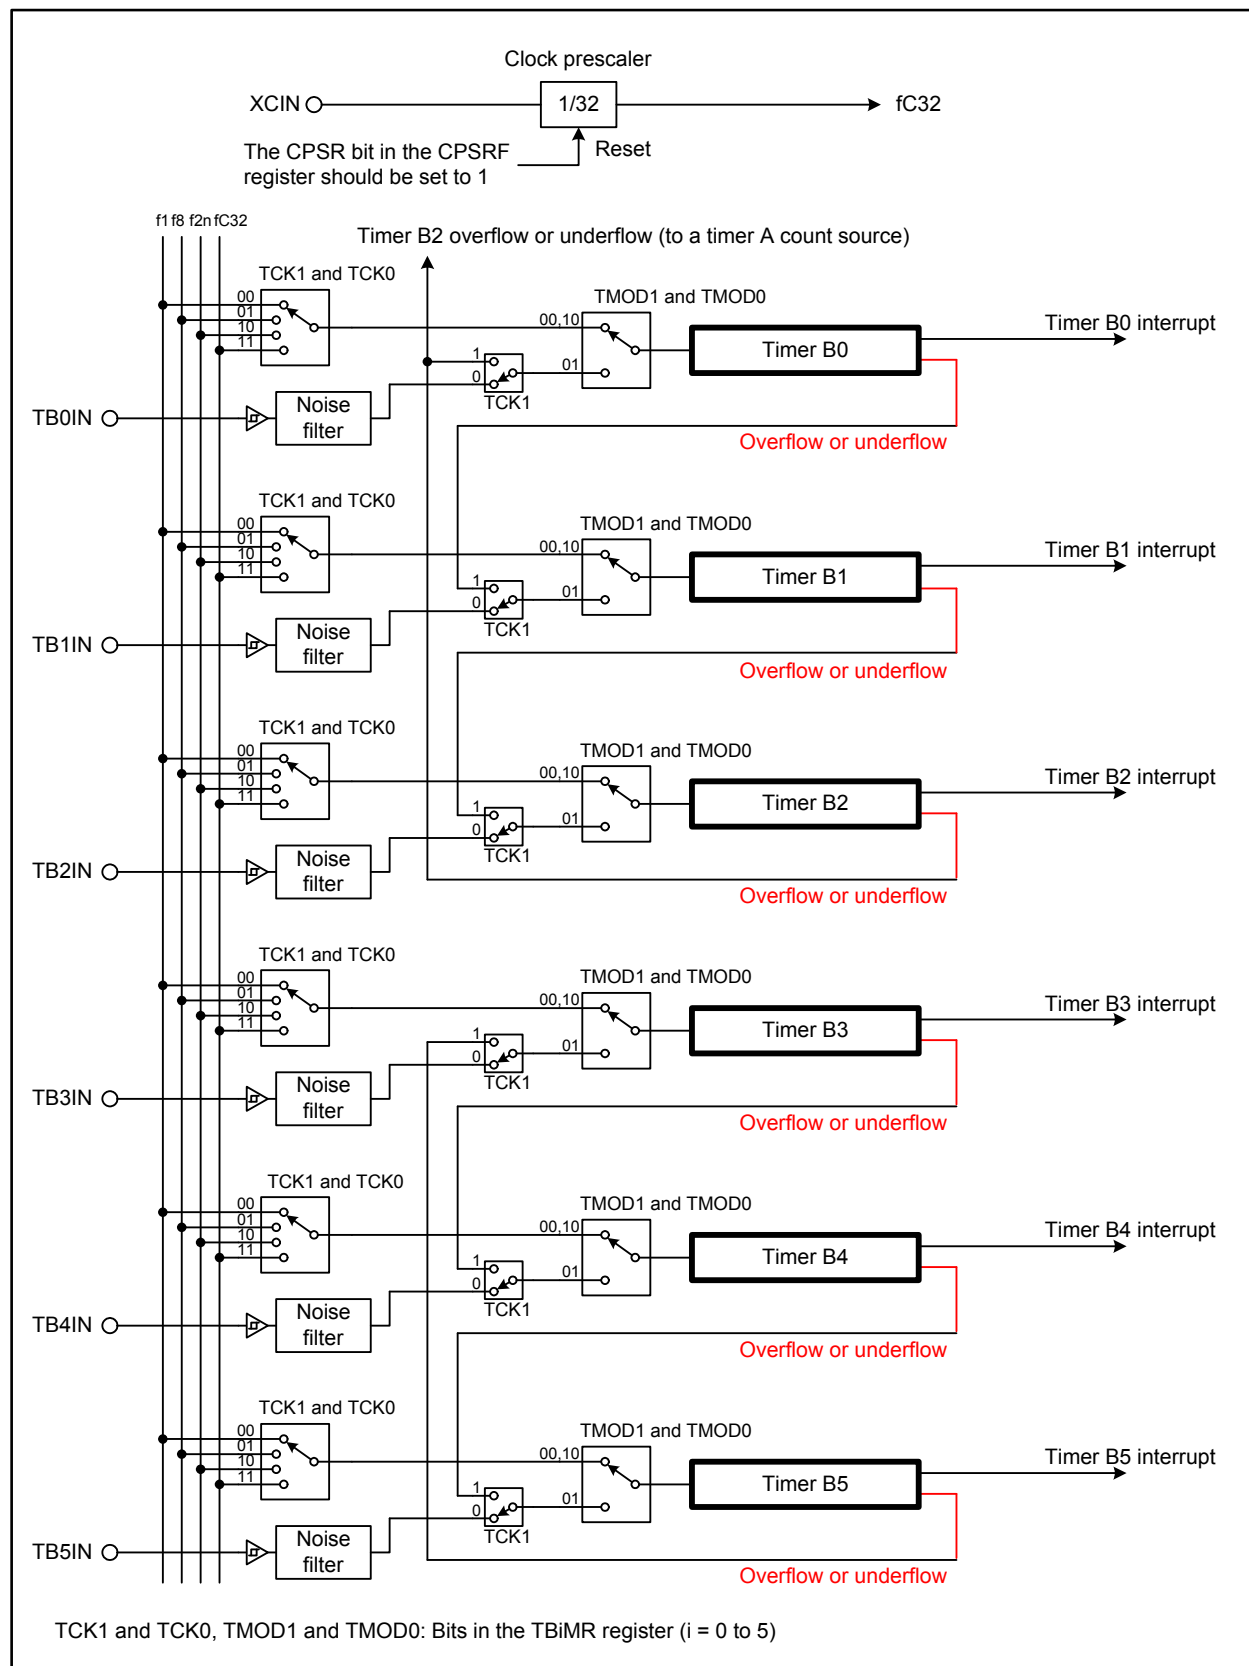 Clock prescaler
XCIN
1/32
fC32
The CPSR bit in the CPSRF
register should be set to 1
Reset
f1 f8 f2n fC32
Timer B2 overflow or underflow (to a timer A count source)
TCK1 and TCK0
00
01
10
11
TMOD1 and TMOD0
00,10
01
1
0
TCK1
Timer B0
Timer B0 interrupt
TB0IN
Noise
filter
Overflow or underflow
TCK1 and TCK0
00
01
10
11
TMOD1 and TMOD0
00,10
01
1
0
TCK1
Timer B1
Timer B1 interrupt
TB1IN
Noise
filter
Overflow or underflow
TCK1 and TCK0
00
01
10
11
TMOD1 and TMOD0
00,10
01
1
0
TCK1
Timer B2
Timer B2 interrupt
TB2IN
Noise
filter
Overflow or underflow
TCK1 and TCK0
00
01
10
11
TMOD1 and TMOD0
00,10
01
1
0
TCK1
Timer B3
Timer B3 interrupt
TB3IN
Noise
filter
Overflow or underflow
TCK1 and TCK0
00
01
10
11
TMOD1 and TMOD0
00,10
01
1
0
TCK1
Timer B4
Timer B4 interrupt
TB4IN
Noise
filter
Overflow or underflow
TCK1 and TCK0
00
01
10
11
TMOD1 and TMOD0
00,10
01
1
0
TCK1
Timer B5
Timer B5 interrupt
TB5IN
Noise
filter
Overflow or underflow
TCK1 and TCK0, TMOD1 and TMOD0: Bits in the TBiMR register (i = 0 to 5)